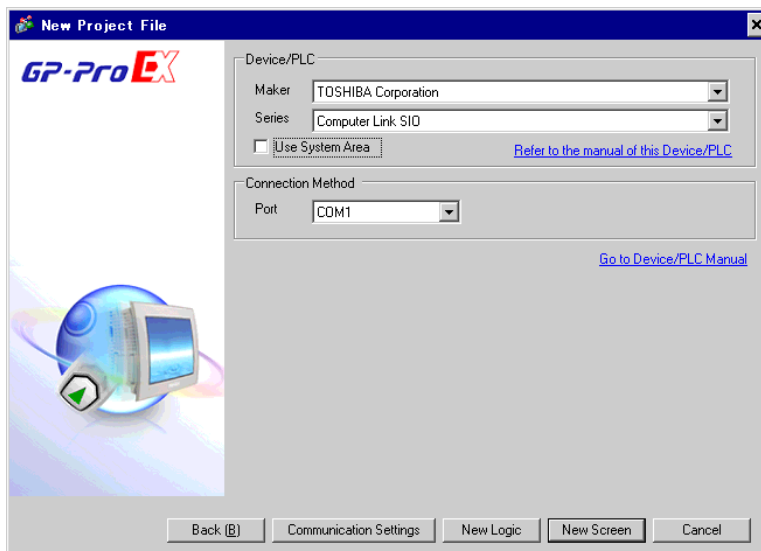 New Project File
GP-Pro EX
Device/PLC
Maker TOSHIBA Corporation
Series Computer Link SIO
Use System Area Refer to the manual of this Device/PLC
Connection Method
Port COM1
Go to Device/PLC Manual
Back (B) Communication Settings New Logic New Screen Cancel